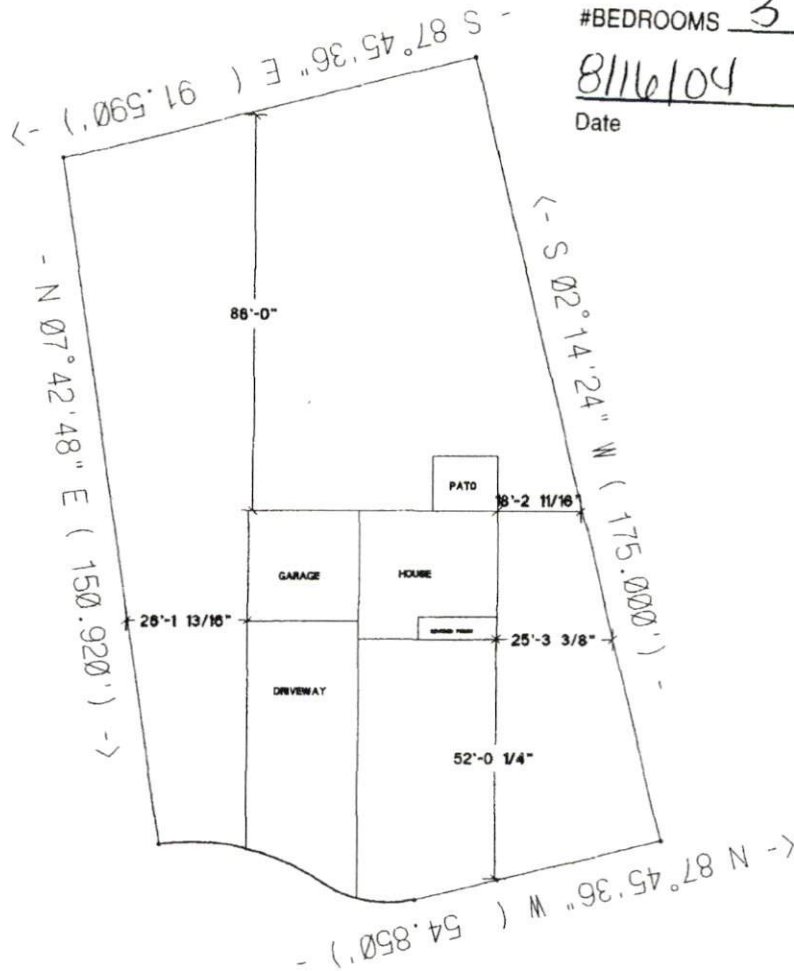 #BEDROOMS 3
8/16/04
Date
- S 87°45'36" E ( 91.590') ->
<- S 02°14'24" W ( 175.000') -
- N 07°42'48" E ( 150.920') ->
86'-0"
PATO
18'-2 11/16"
GARAGE
HOUSE
26'-1 13/16"
25'-3 3/8"
DRIVEWAY
52'-0 1/4"
<- N 87°45'36" W ( 54.850') -